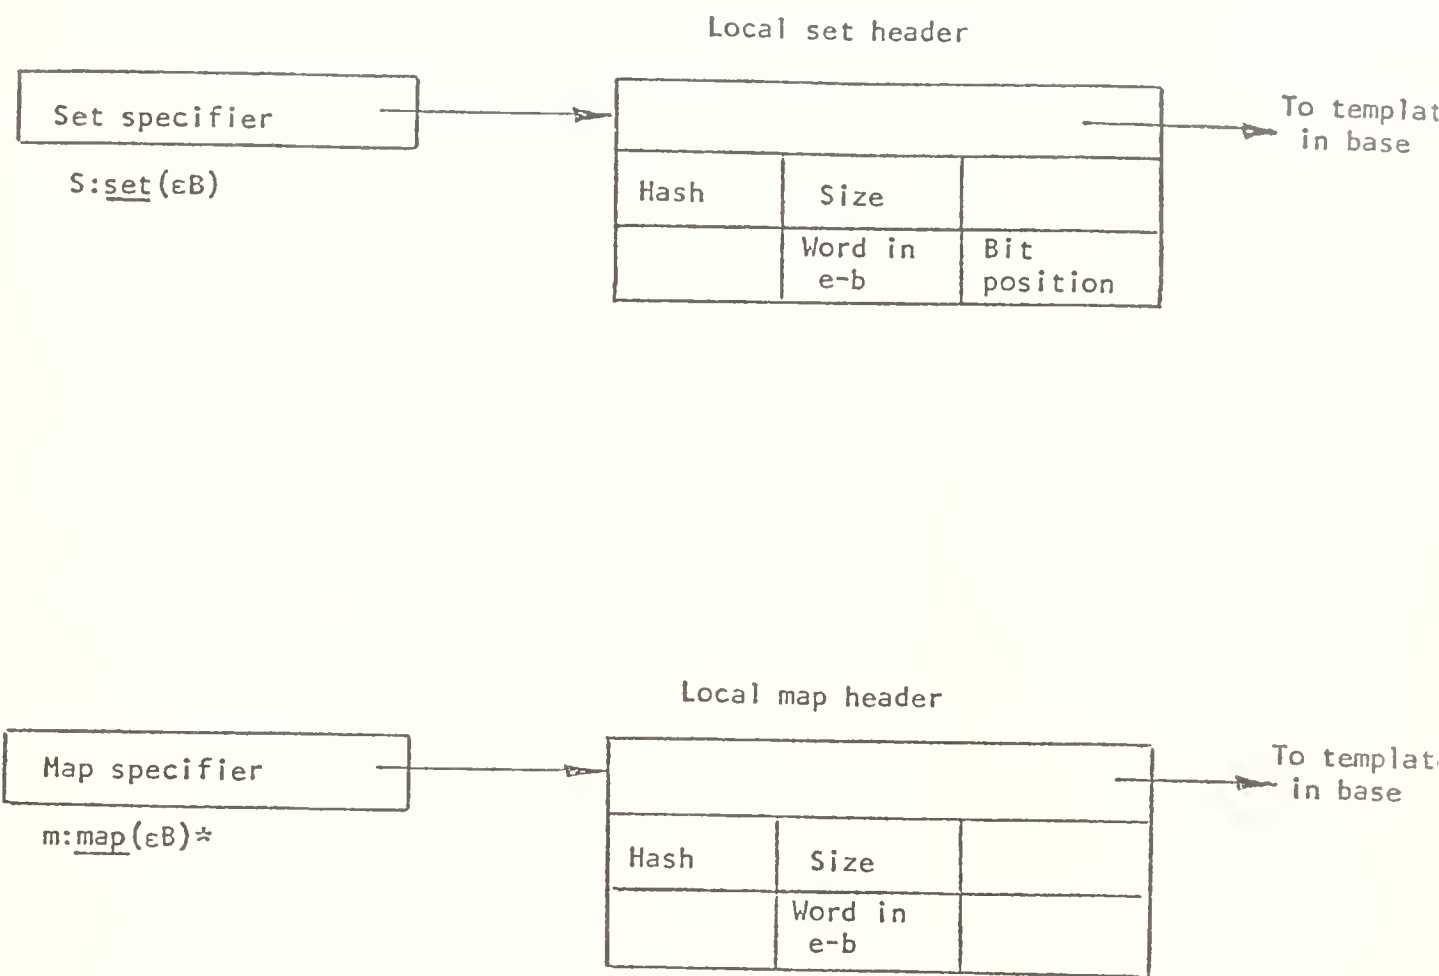 Local set header
Set specifier
To templat
in base
S:set(εB)
Hash
Size
Word in
e-b
Bit
position
Local map header
Map specifier
To templat
in base
m:map(εB)*
Hash
Size
Word in
e-b